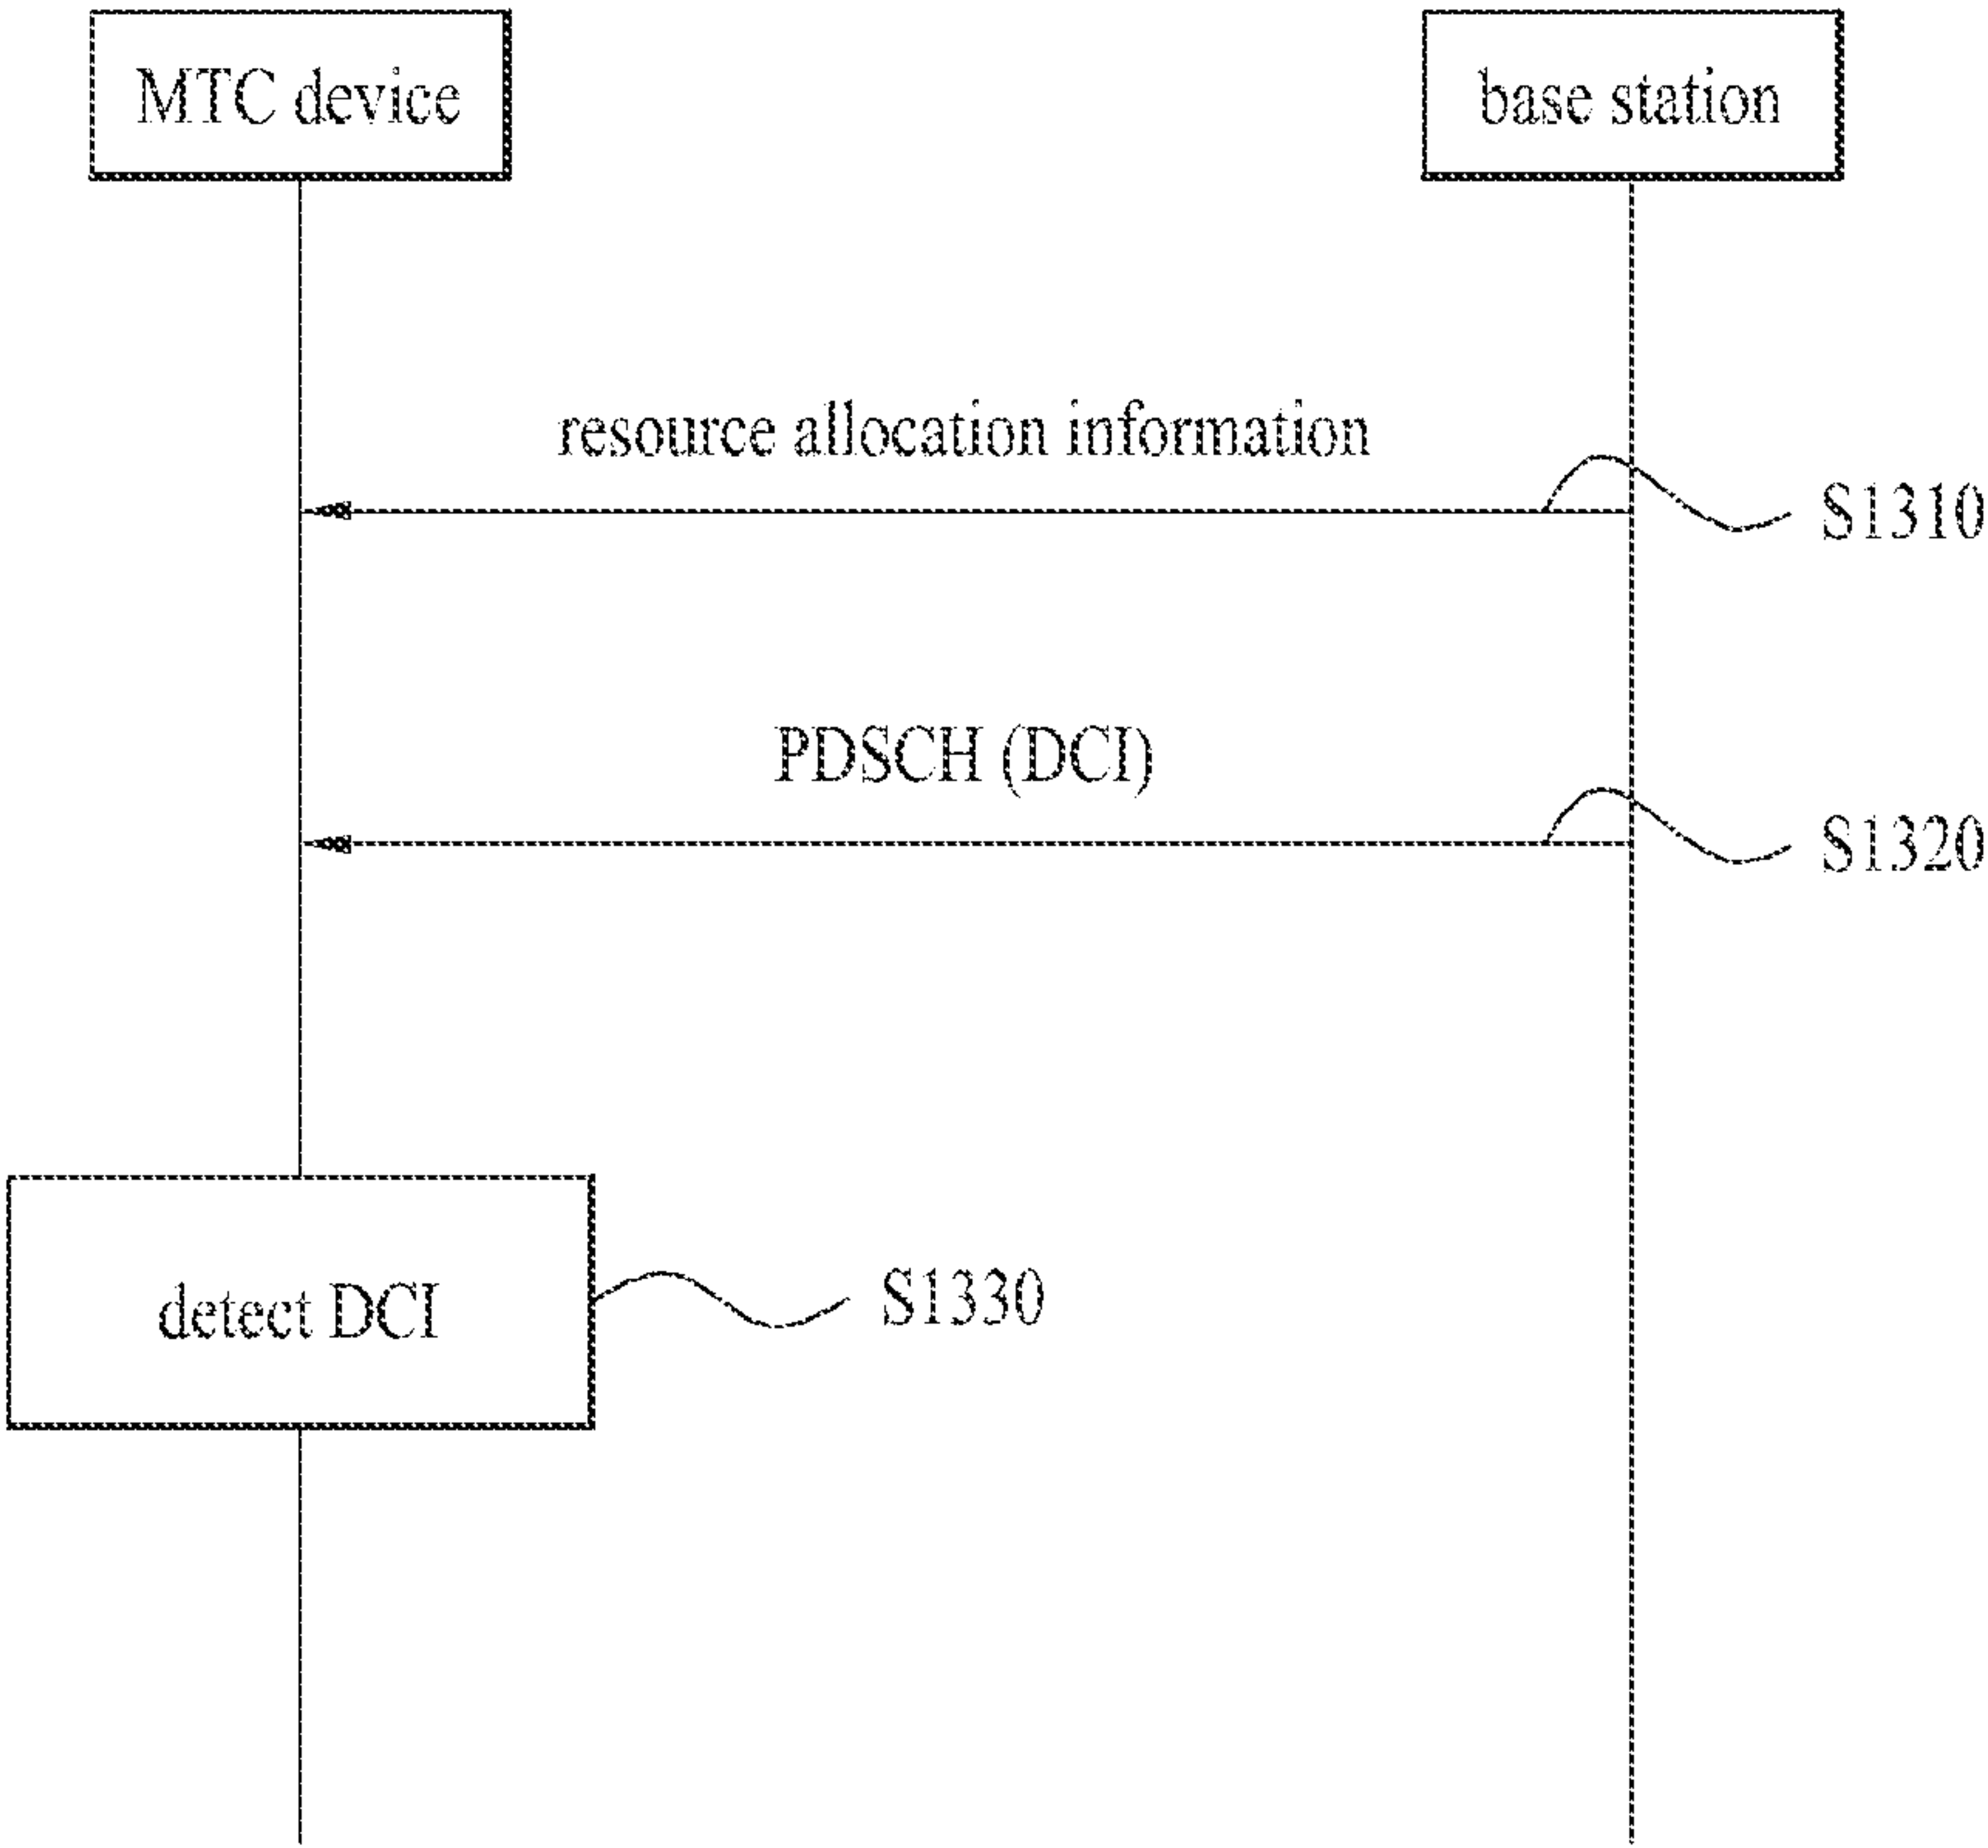 MTC device
base station
resource allocation information
S1310
PDSCH (DCI)
S1320
detect DCI
S1330